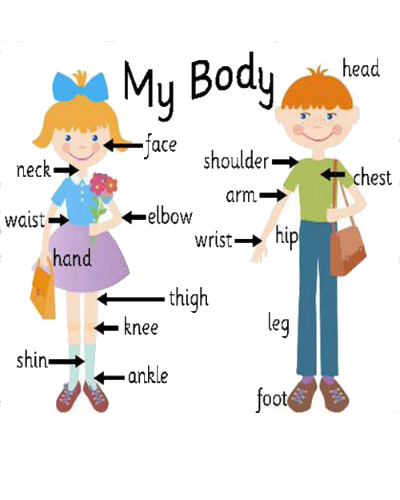 My Body
head
face
neck
shoulder
chest
arm
waist
elbow
wrist
hip
hand
thigh
knee
leg
shin
ankle
foot